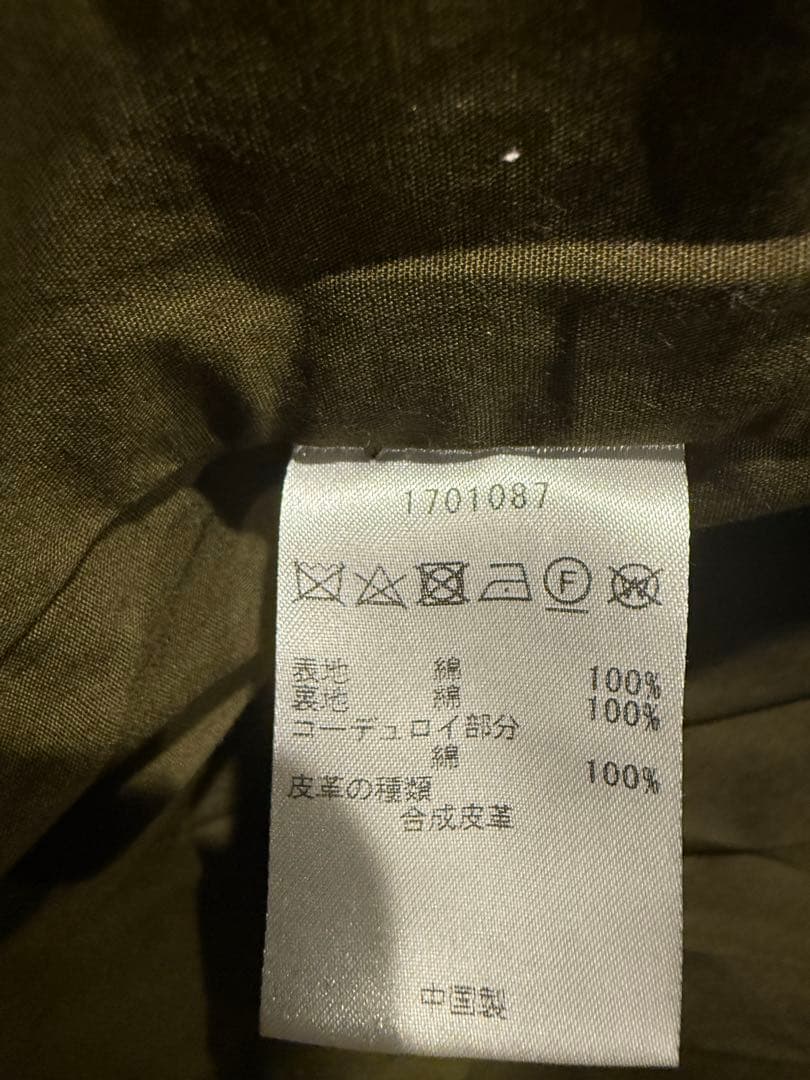 1701087
F W
表地 綿 100%
裏地 綿 100%
コーデュロイ部分
綿 100%
皮革の種類
合成皮革
中国製